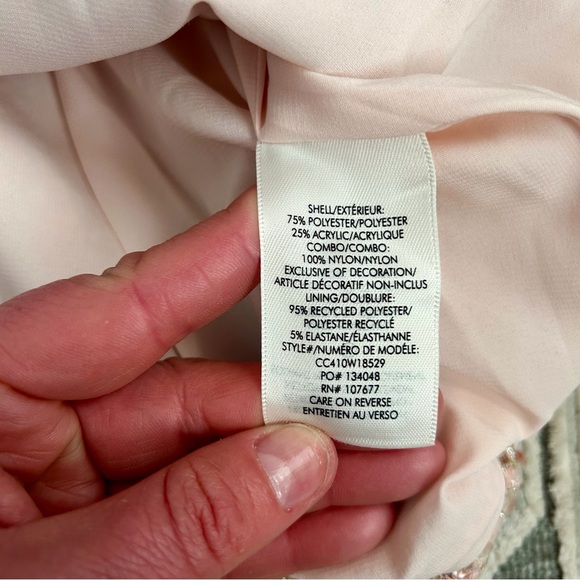 SHELL/EXTÉRIEUR:
75% POLYESTER/POLYESTER
25% ACRYLIC/ACRYLIQUE
COMBO/COMBO:
100% NYLON/NYLON
EXCLUSIVE OF DECORATION/
ARTICLE DÉCORATIF NON-INCLUS
LINING/DOUBLURE:
95% RECYCLED POLYESTER/
POLYESTER RECYCLÉ
5% ELASTANE/ÉLASTHANNE
STYLE#/NUMÉRO DE MODÈLE:
CC410W18529
PO# 134048
RN# 107677
CARE ON REVERSE
ENTRETIEN AU VERSO